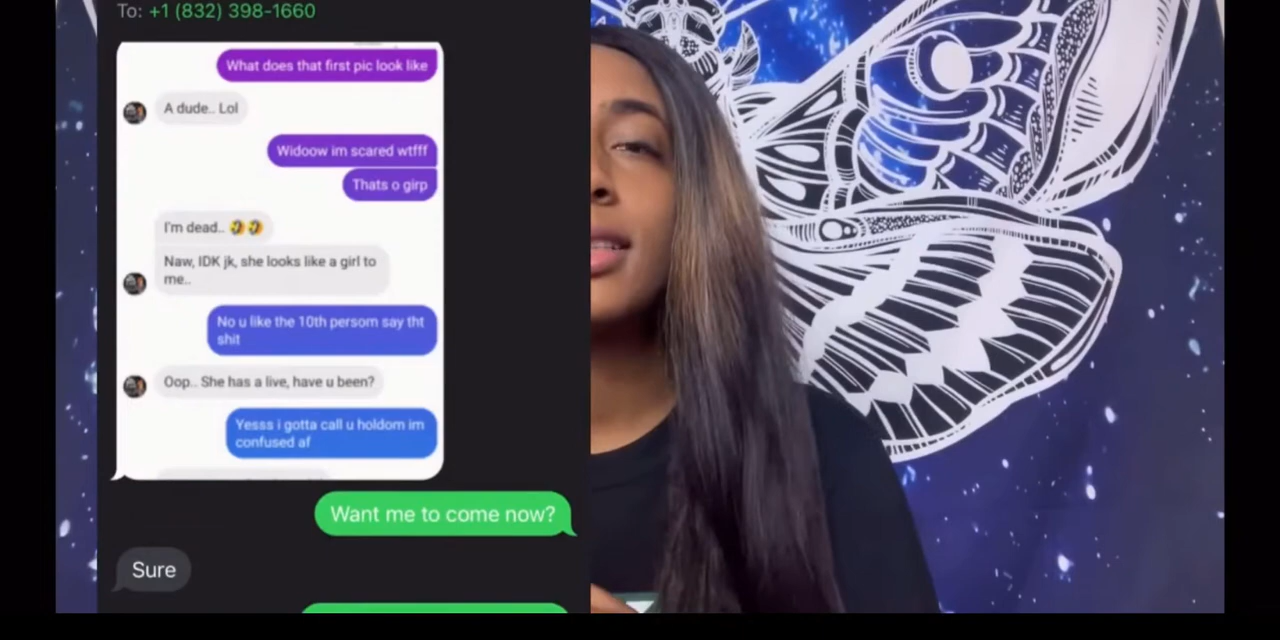 To: +1 (832) 398-1660
What does that first pic look like
A dude.. Lol
Widoow im scared wtfff
Thats o girp
I'm dead.. 🤣🤣
Naw, IDK jk, she looks like a girl to
me..
No u like the 10th persom say tht
shit
Oop.. She has a live, have u been?
Yesss i gotta call u holdom im
confused af
Want me to come now?
Sure